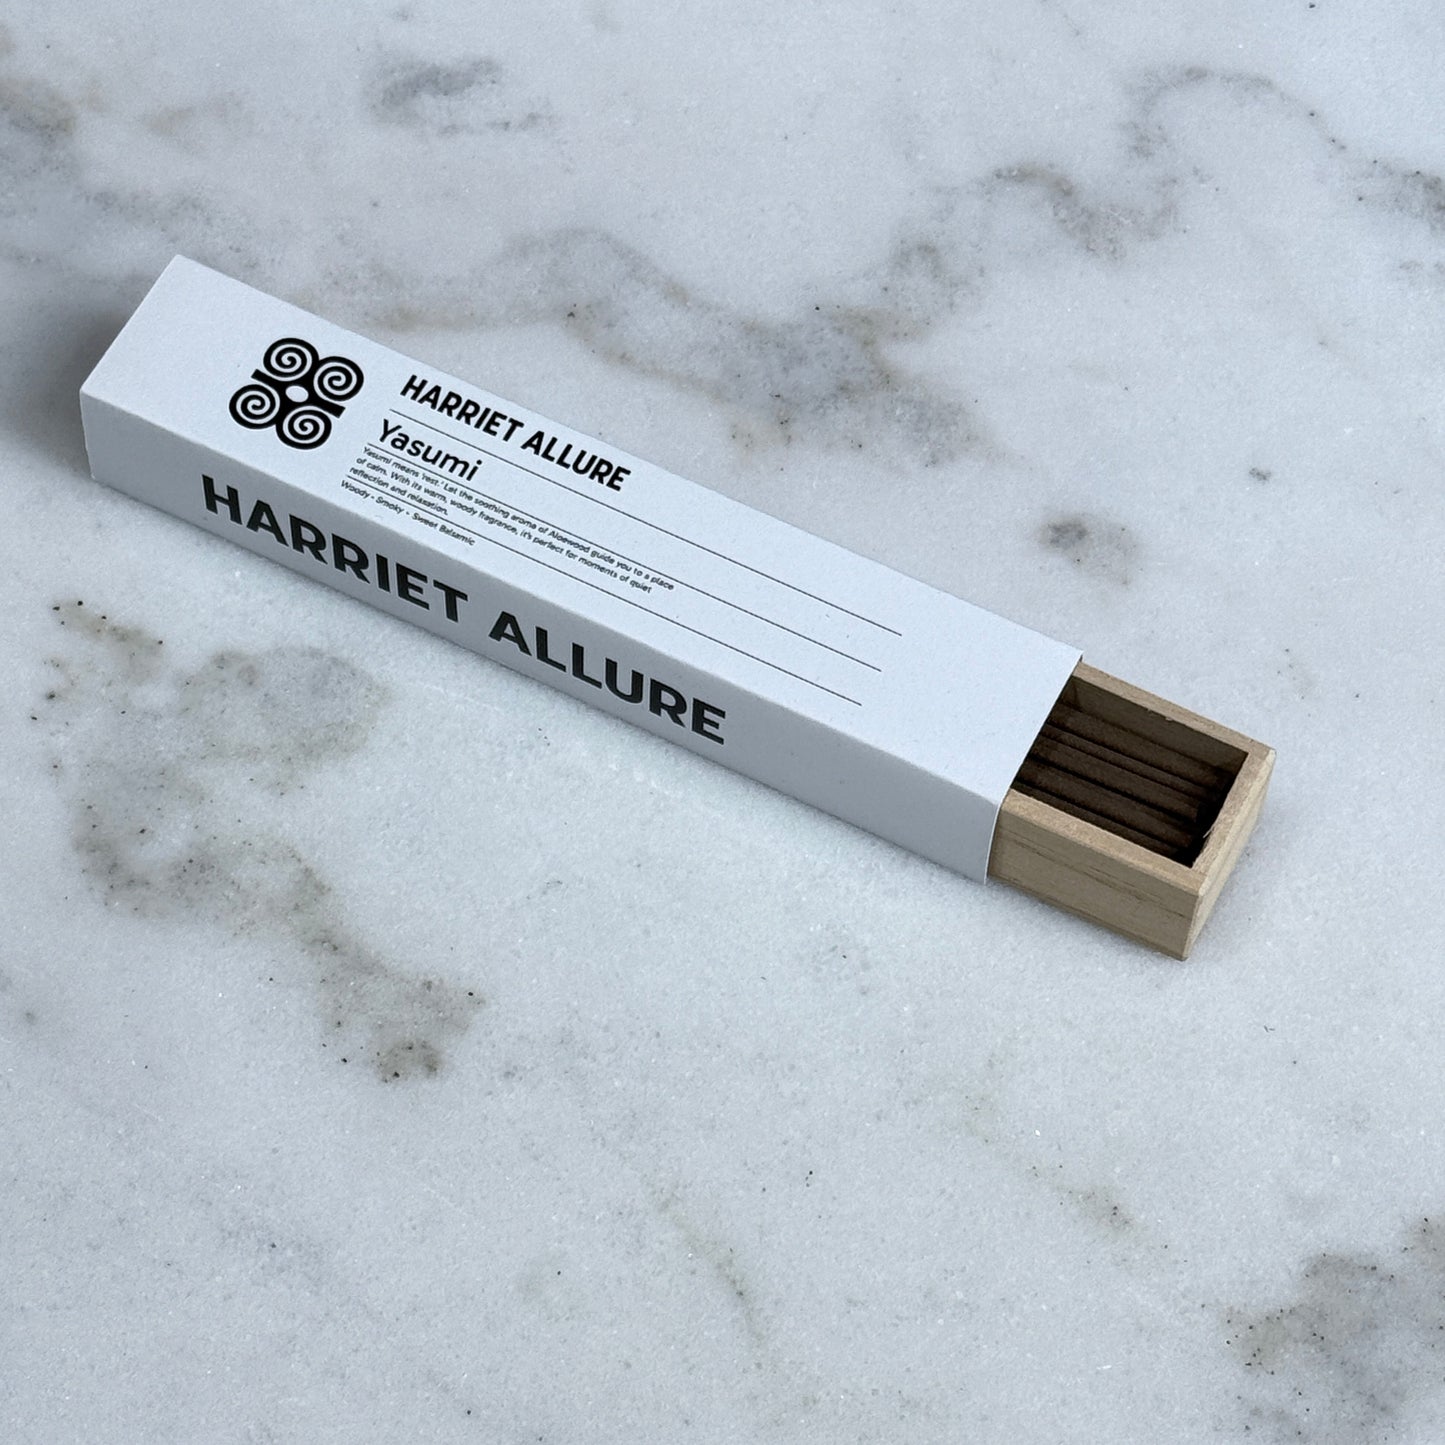 HARRIET ALLURE
Yasumi
Yasumi means 'rest.' Let the soothing aroma of Aloewood guide you to a place
of calm. With its warm, woody fragrance, it's perfect for moments of quiet
reflection and relaxation.
Woody - Smoky - Sweet Balsamic
HARRIET ALLURE